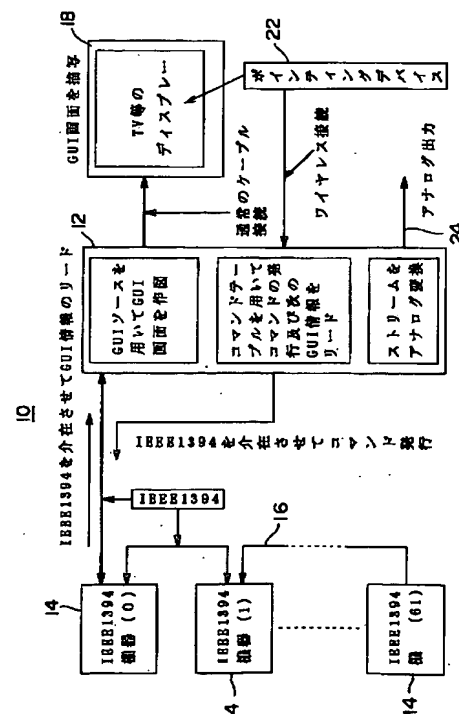 10
IEEE1394を介在させてGUI情報のリード
12
GUIソースを
用いてGUI
画面を作図
コマンドテー
ブルを用いて
コマンドの発
行及び次の
GUI情報を
リード
ストリームを
アナログ変換
通常のケーブル
接続
GUI画面を描写
18
TV等の
ディスプレー
22
ポインティングデバイス
ワイヤレス接続
アナログ出力
24
IEEE1394を介在させてコマンド発行
IEEE1394
16
14
IEEE1394
機器(0)
IEEE1394
機器(1)
4
IEEE1394
機(61)
14